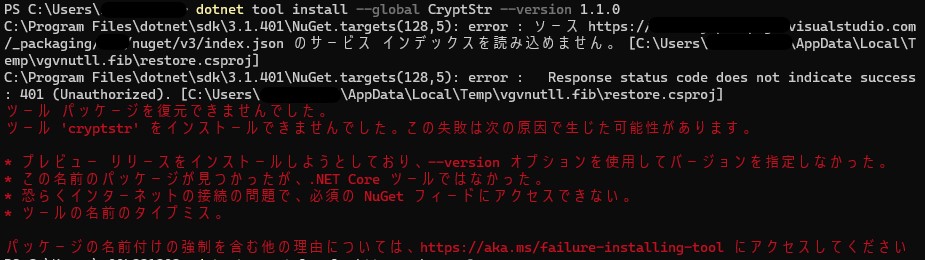 PS C:\Users\ dotnet tool install --global CryptStr --version 1.1.0
C:\Program Files\dotnet\sdk\3.1.401\NuGet.targets(128,5): error : ソース https:// visualstudio.com
/_packaging/ /nuget/v3/index.json のサービス インデックスを読み込めません。 [C:\Users\ \AppData\Local\T
emp\vgvnutll.fib\restore.csproj]
C:\Program Files\dotnet\sdk\3.1.401\NuGet.targets(128,5): error :   Response status code does not indicate success
: 401 (Unauthorized). [C:\Users\ \AppData\Local\Temp\vgvnutll.fib\restore.csproj]
ツール パッケージを復元できませんでした。
ツール 'cryptstr' をインストールできませんでした。この失敗は次の原因で生じた可能性があります。
* プレビュー リリースをインストールしようとしており、--version オプションを使用してバージョンを指定しなかった。
* この名前のパッケージが見つかったが、.NET Core ツールではなかった。
* 恐らくインターネットの接続の問題で、必須の NuGet フィードにアクセスできない。
* ツールの名前のタイプミス。
パッケージの名前付けの強制を含む他の理由については、https://aka.ms/failure-installing-tool にアクセスしてください